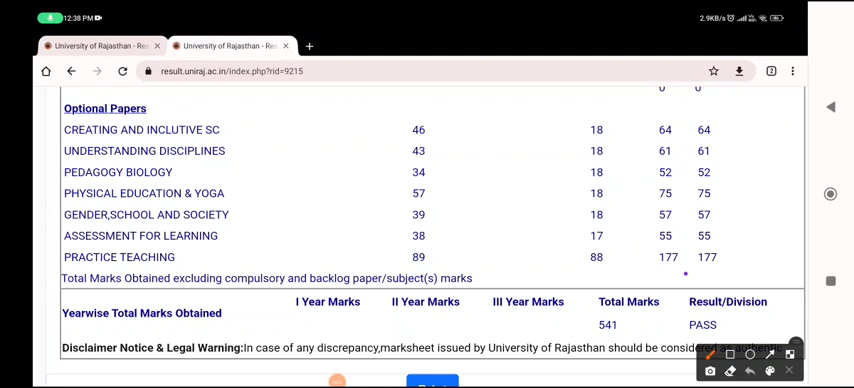 12:38 PM
2.9KB/s
University of Rajasthan - Res
University of Rajasthan - Res
result.uniraj.ac.in/index.php?rid=9215
2
0 0
Optional Papers
CREATING AND INCLUTIVE SC 46 18 64 64
UNDERSTANDING DISCIPLINES 43 18 61 61
PEDAGOGY BIOLOGY 34 18 52 52
PHYSICAL EDUCATION & YOGA 57 18 75 75
GENDER,SCHOOL AND SOCIETY 39 18 57 57
ASSESSMENT FOR LEARNING 38 17 55 55
PRACTICE TEACHING 89 88 177 177
Total Marks Obtained excluding compulsory and backlog paper/subject(s) marks
I Year Marks II Year Marks III Year Marks Total Marks Result/Division
Yearwise Total Marks Obtained
541 PASS
Disclaimer Notice & Legal Warning:In case of any discrepancy,marksheet issued by University of Rajasthan should be considered as authentic